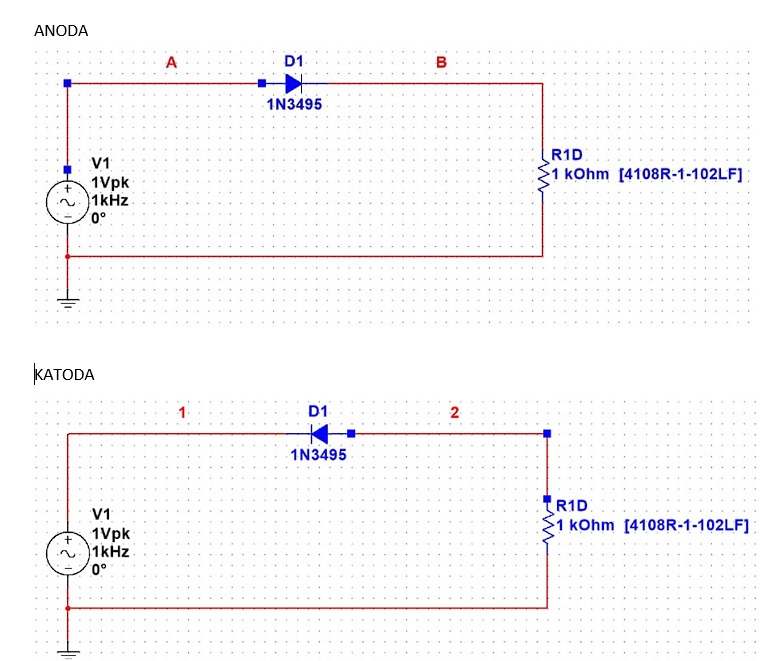 ANODA
A
D1
B
1N3495
V1
1Vpk
1kHz
0°
R1D
1 kOhm [4108R-1-102LF]
KATODA
1
D1
2
1N3495
V1
1Vpk
1kHz
0°
R1D
1 kOhm [4108R-1-102LF]